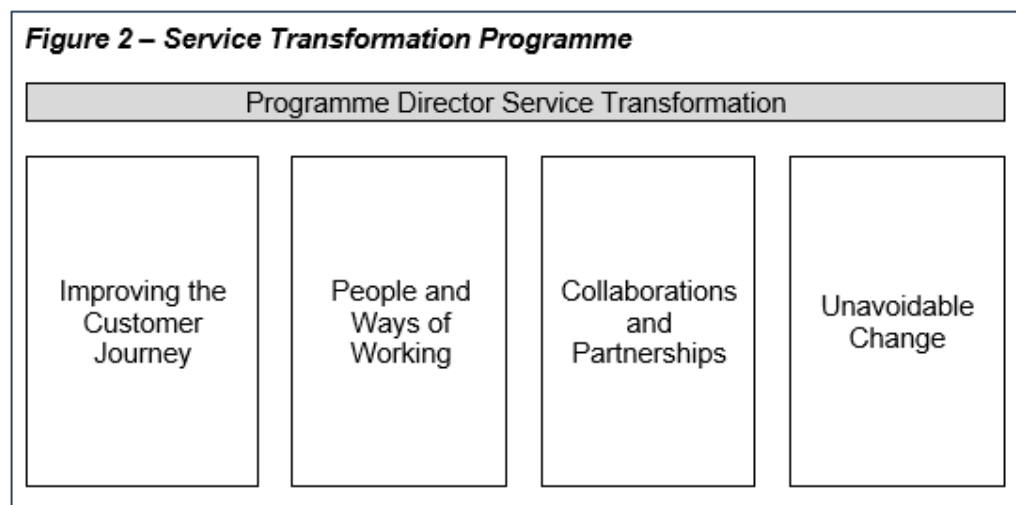 Figure 2 – Service Transformation Programme
Programme Director Service Transformation
Improving the
Customer
Journey
People and
Ways of
Working
Collaborations
and
Partnerships
Unavoidable
Change